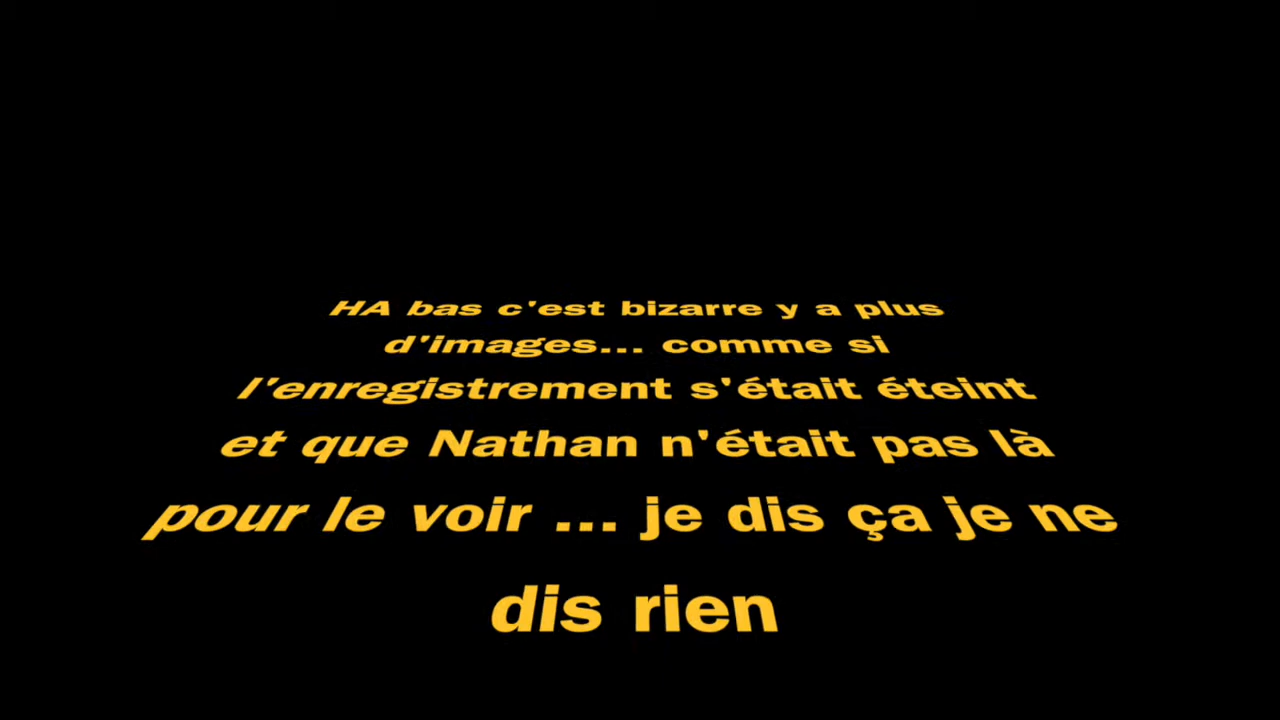 HA bas c'est bizarre y a plus
d'images... comme si
l'enregistrement s'était éteint
et que Nathan n'était pas là
pour le voir ... je dis ça je ne
dis rien